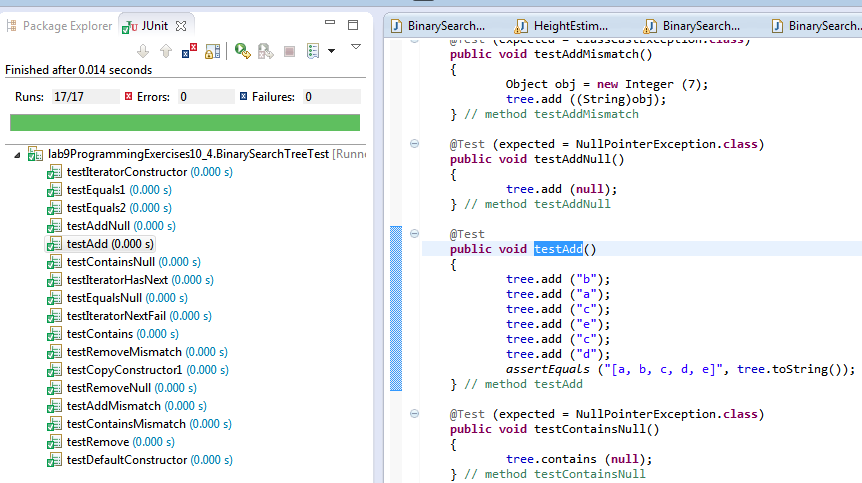 Package Explorer JUnit
Finished after 0.014 seconds
Runs: 17/17 Errors: 0 Failures: 0
lab9ProgrammingExercises10_4.BinarySearchTreeTest [Runne
testIteratorConstructor (0.000 s)
testEquals1 (0.000 s)
testEquals2 (0.000 s)
testAddNull (0.000 s)
testAdd (0.000 s)
testContainsNull (0.000 s)
testIteratorHasNext (0.000 s)
testEqualsNull (0.000 s)
testIteratorNextFail (0.000 s)
testContains (0.000 s)
testRemoveMismatch (0.000 s)
testCopyConstructor1 (0.000 s)
testRemoveNull (0.000 s)
testAddMismatch (0.000 s)
testContainsMismatch (0.000 s)
testRemove (0.000 s)
testDefaultConstructor (0.000 s)
BinarySearch... HeightEstim... BinarySearch... BinarySearch
@Test (expected = ClassCastException.class)
public void testAddMismatch()
{
Object obj = new Integer (7);
tree.add ((String)obj);
} // method testAddMismatch
@Test (expected = NullPointerException.class)
public void testAddNull()
{
tree.add (null);
} // method testAddNull
@Test
public void testAdd()
{
tree.add ("b");
tree.add ("a");
tree.add ("c");
tree.add ("e");
tree.add ("c");
tree.add ("d");
assertEquals ("[a, b, c, d, e]", tree.toString());
} // method testAdd
@Test (expected = NullPointerException.class)
public void testContainsNull()
{
tree.contains (null);
} // method testContainsNull